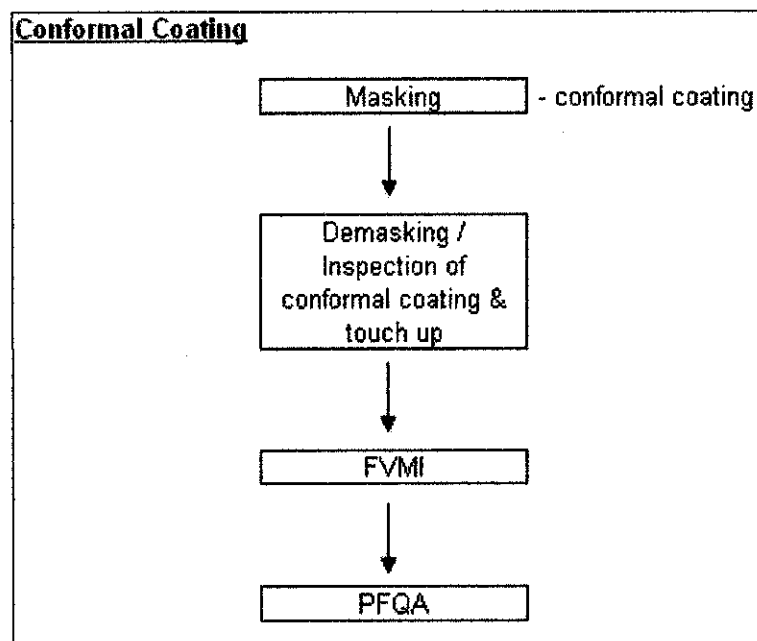 Conformal Coating
Masking - conformal coating
Demasking /
Inspection of
conformal coating &
touch up
FVMI
PFQA